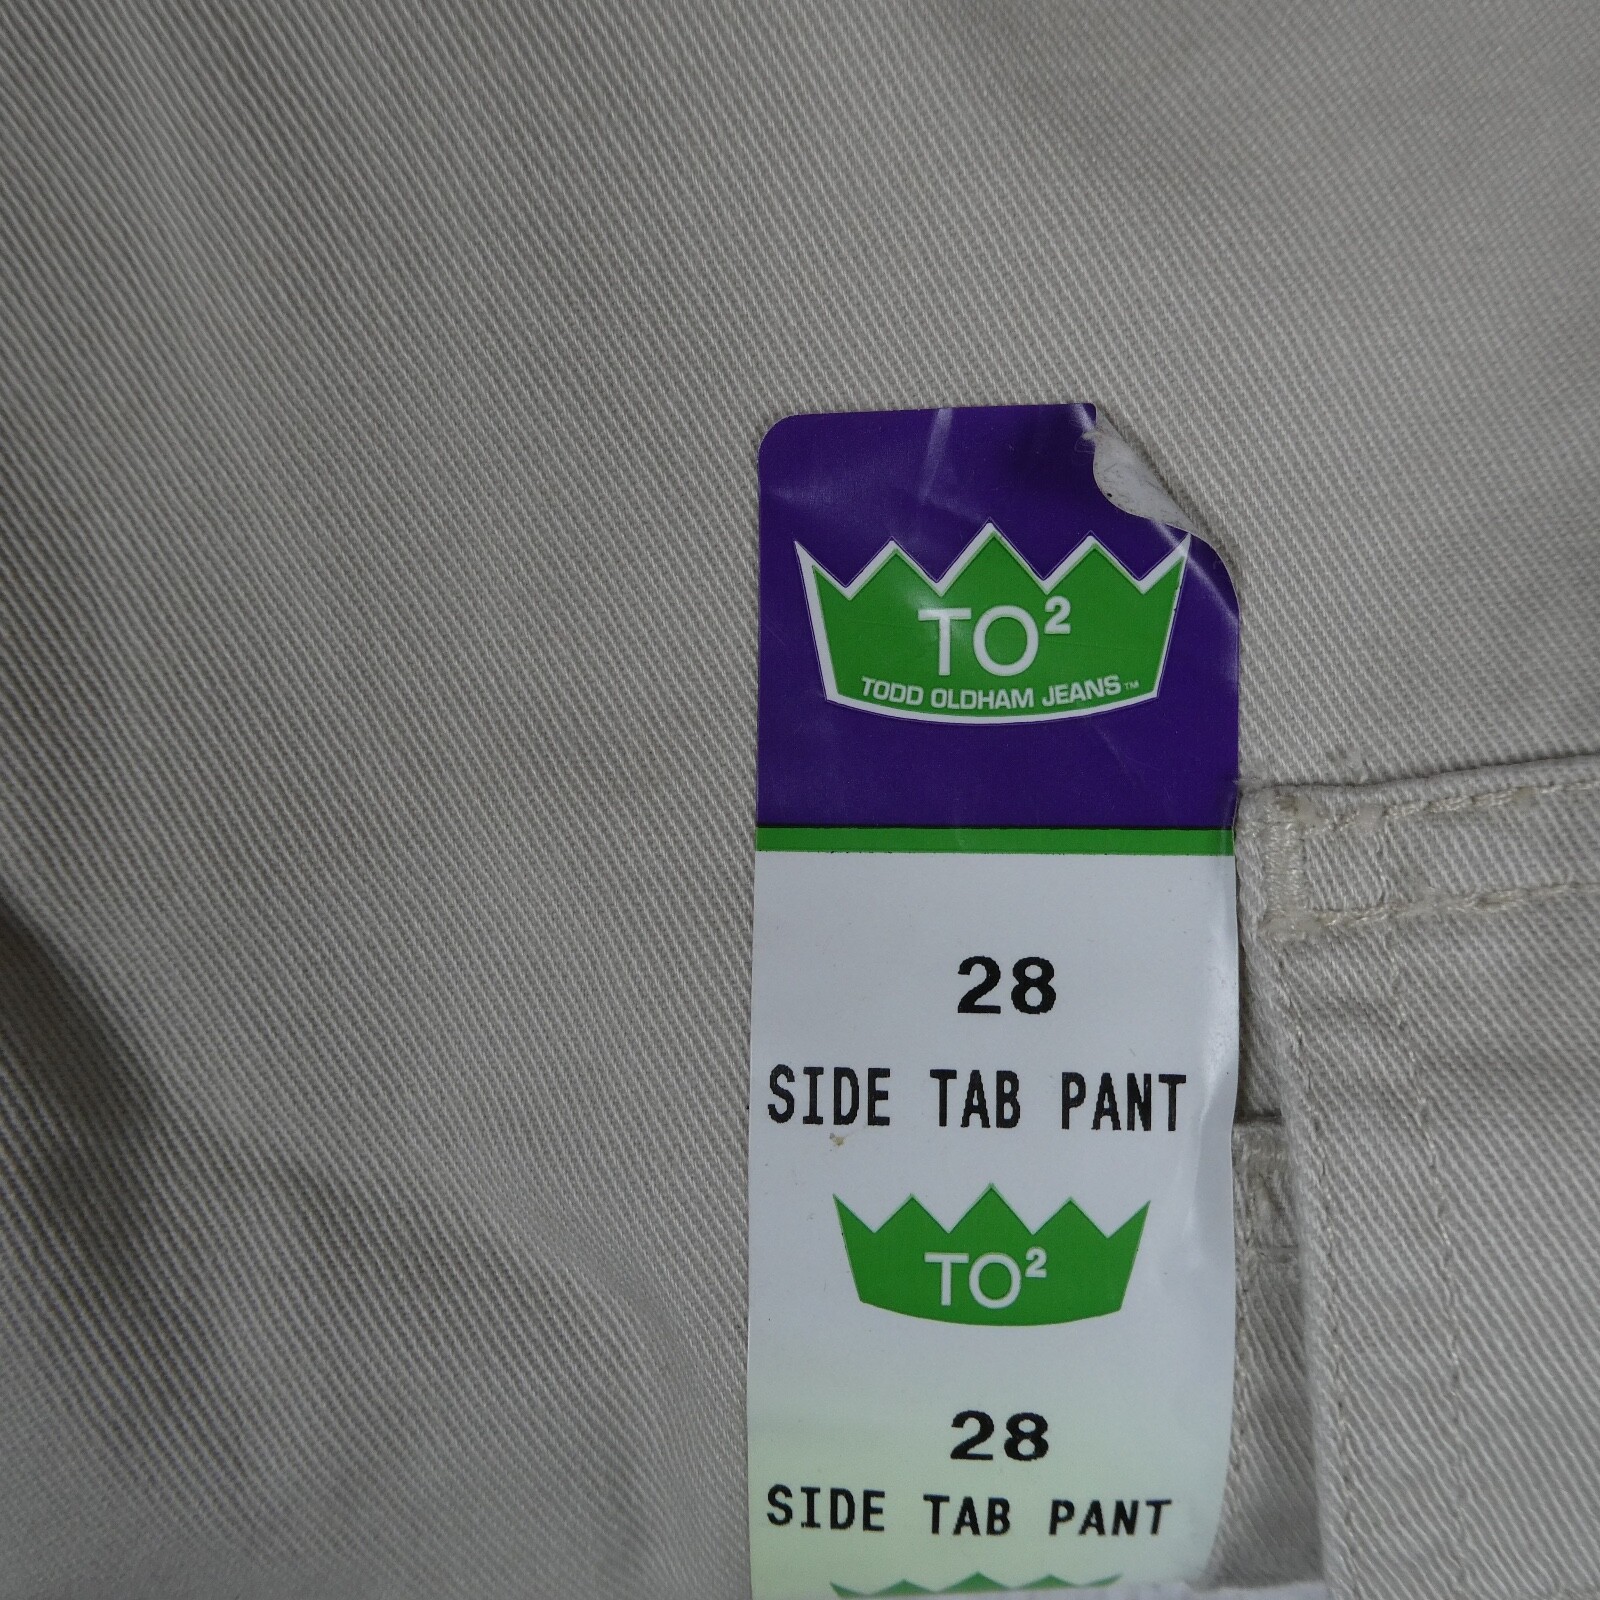 TO²
TODD OLDHAM JEANS™
28
SIDE TAB PANT
TO²
28
SIDE TAB PANT